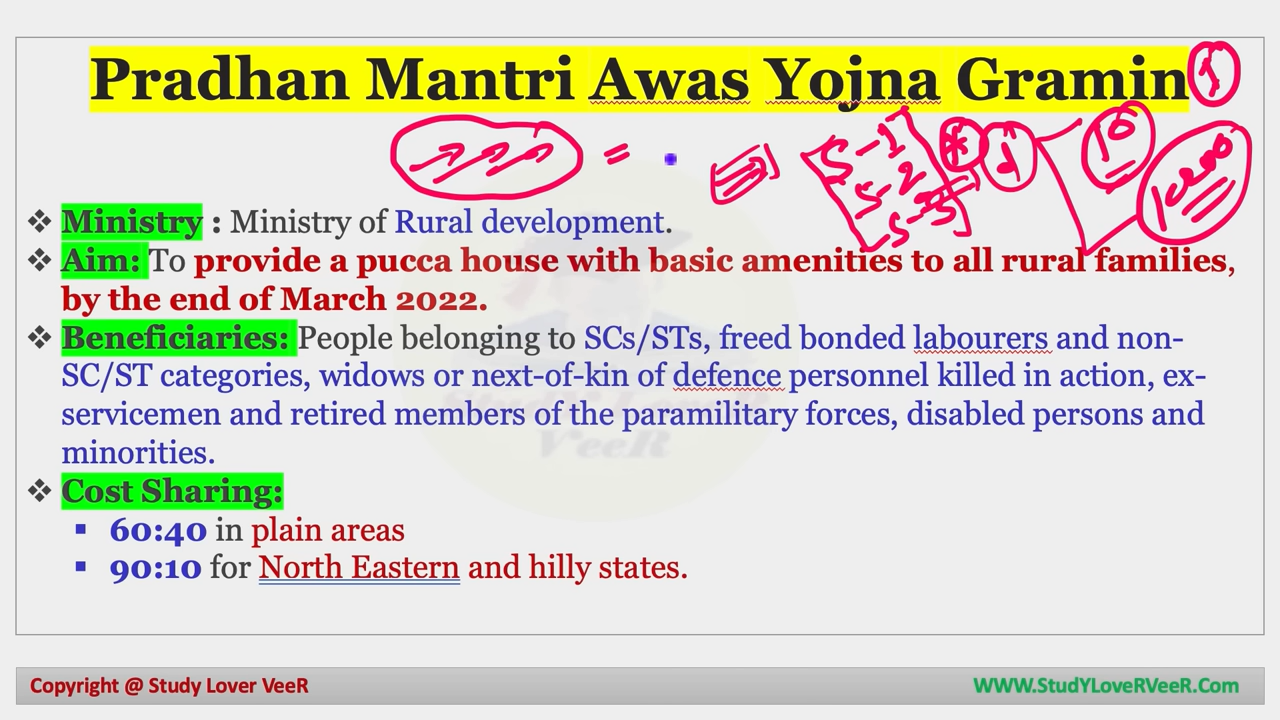 Pradhan Mantri Awas Yojna Gramin
❖ Ministry : Ministry of Rural development.
❖ Aim: To provide a pucca house with basic amenities to all rural families,
by the end of March 2022.
❖ Beneficiaries: People belonging to SCs/STs, freed bonded labourers and non-
SC/ST categories, widows or next-of-kin of defence personnel killed in action, ex-
servicemen and retired members of the paramilitary forces, disabled persons and
minorities.
❖ Cost Sharing:
▪ 60:40 in plain areas
▪ 90:10 for North Eastern and hilly states.
StudY LoveR
VeeR
Copyright @ Study Lover VeeR
WWW.StudYLoveRVeeR.Com